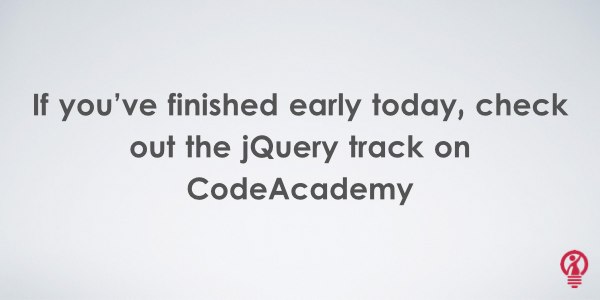 If you’ve finished early today, check
out the jQuery track on
CodeAcademy